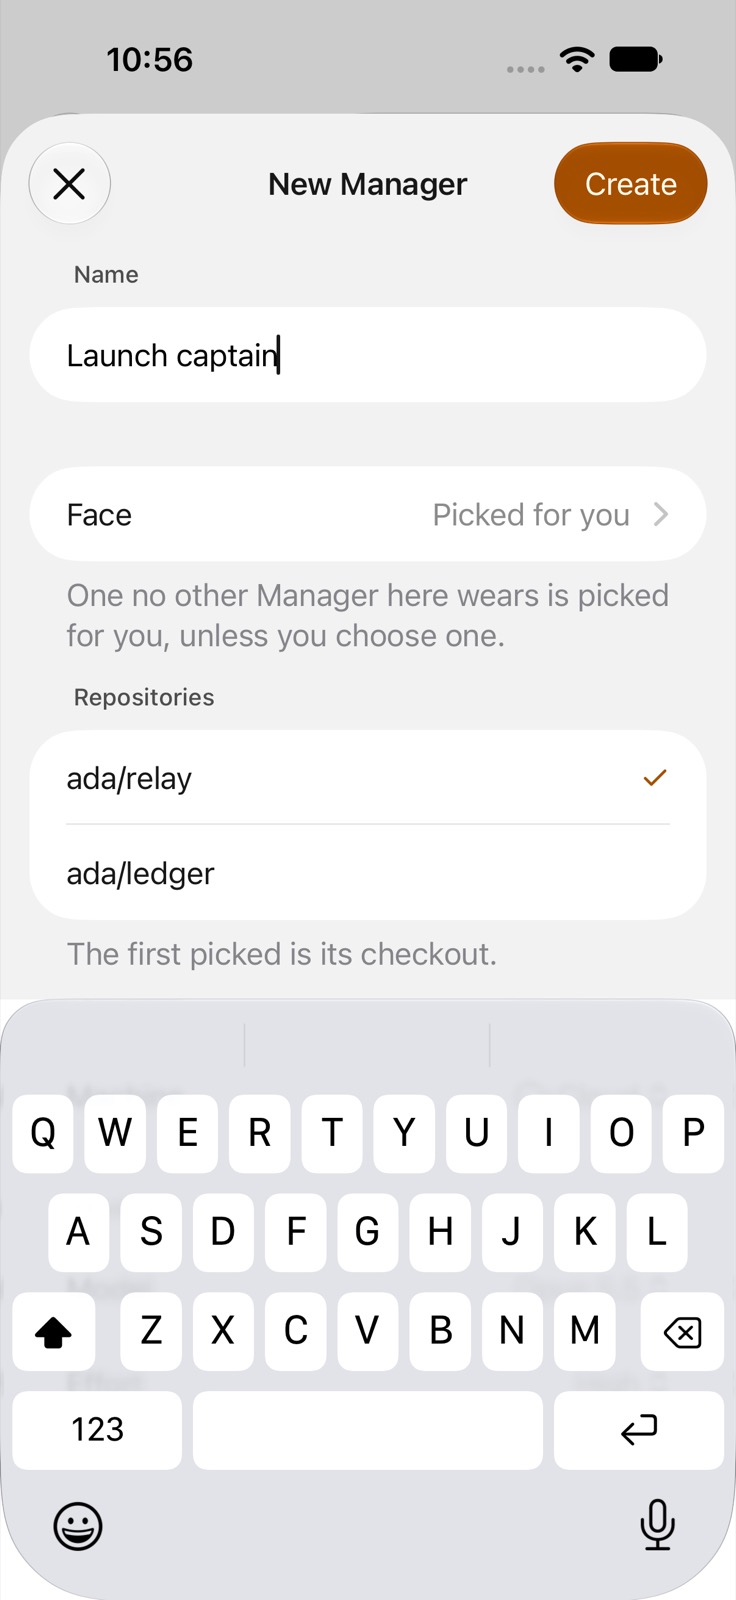 10:56
New Manager
Create
Name
Launch captain
Face
Picked for you
One no other Manager here wears is picked
for you, unless you choose one.
Repositories
ada/relay
ada/ledger
The first picked is its checkout.
Q W E R T Y U I O P
A S D F G H J K L
Z X C V B N M
123